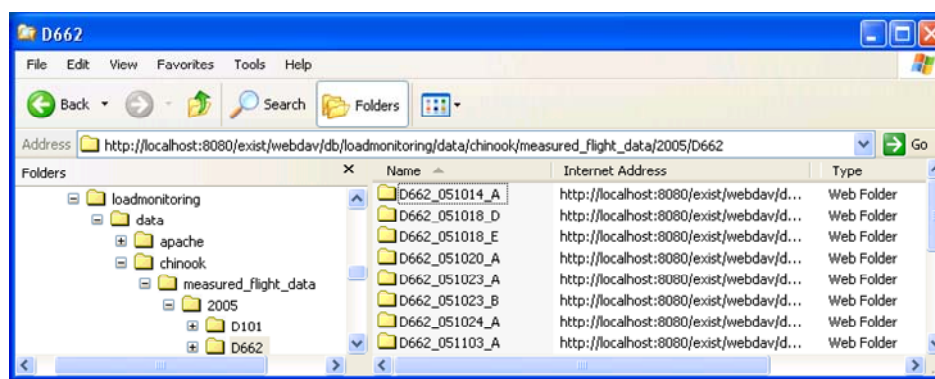 D662
File Edit View Favorites Tools Help
Back Search Folders
Address http://localhost:8080/exist/webdav/db/loadmonitoring/data/chinook/measured_flight_data/2005/D662 Go
Folders Name Internet Address Type
loadmonitoring D662_051014_A http://localhost:8080/exist/webdav/d... Web Folder
data D662_051018_D http://localhost:8080/exist/webdav/d... Web Folder
apache D662_051018_E http://localhost:8080/exist/webdav/d... Web Folder
chinook D662_051020_A http://localhost:8080/exist/webdav/d... Web Folder
measured_flight_data D662_051023_A http://localhost:8080/exist/webdav/d... Web Folder
2005 D662_051023_B http://localhost:8080/exist/webdav/d... Web Folder
D101 D662_051024_A http://localhost:8080/exist/webdav/d... Web Folder
D662 D662_051103_A http://localhost:8080/exist/webdav/d... Web Folder